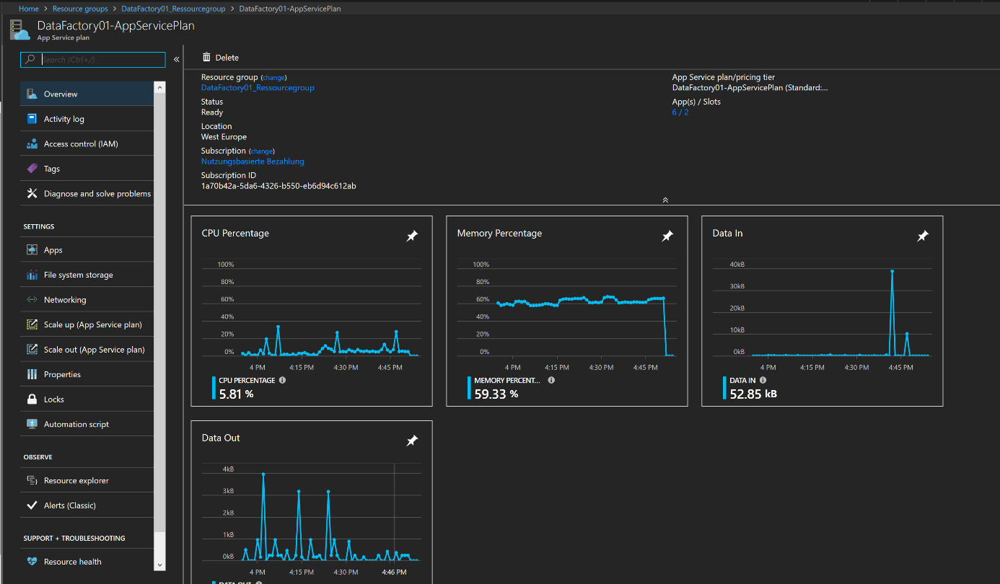 Home > Resource groups > DataFactory01_Ressourcegroup > DataFactory01-AppServicePlan
DataFactory01-AppServicePlan
App Service plan
Search (Ctrl+/)
Overview
Activity log
Access control (IAM)
Tags
Diagnose and solve problems
SETTINGS
Apps
File system storage
Networking
Scale up (App Service plan)
Scale out (App Service plan)
Properties
Locks
Automation script
OBSERVE
Resource explorer
Alerts (Classic)
SUPPORT + TROUBLESHOOTING
Resource health
Delete
Resource group (change)
DataFactory01_Ressourcegroup
Status
Ready
Location
West Europe
Subscription (change)
Nutzungsbasierte Bezahlung
Subscription ID
1a70b42a-5da6-4326-b550-eb6d94c612ab
App Service plan/pricing tier
DataFactory01-AppServicePlan (Standard:...
App(s) / Slots
6 / 2
CPU Percentage
100%
80%
60%
40%
20%
0%
4 PM 4:15 PM 4:30 PM 4:45 PM
CPU PERCENTAGE
5.81 %
Memory Percentage
100%
80%
60%
40%
20%
0%
4 PM 4:15 PM 4:30 PM 4:45 PM
MEMORY PERCENT...
59.33 %
Data In
40kB
30kB
20kB
10kB
0kB
4 PM 4:15 PM 4:30 PM 4:45 PM
DATA IN
52.85 kB
Data Out
4kB
3kB
2kB
1kB
0kB
4 PM 4:15 PM 4:30 PM 4:46 PM
DATA OUT